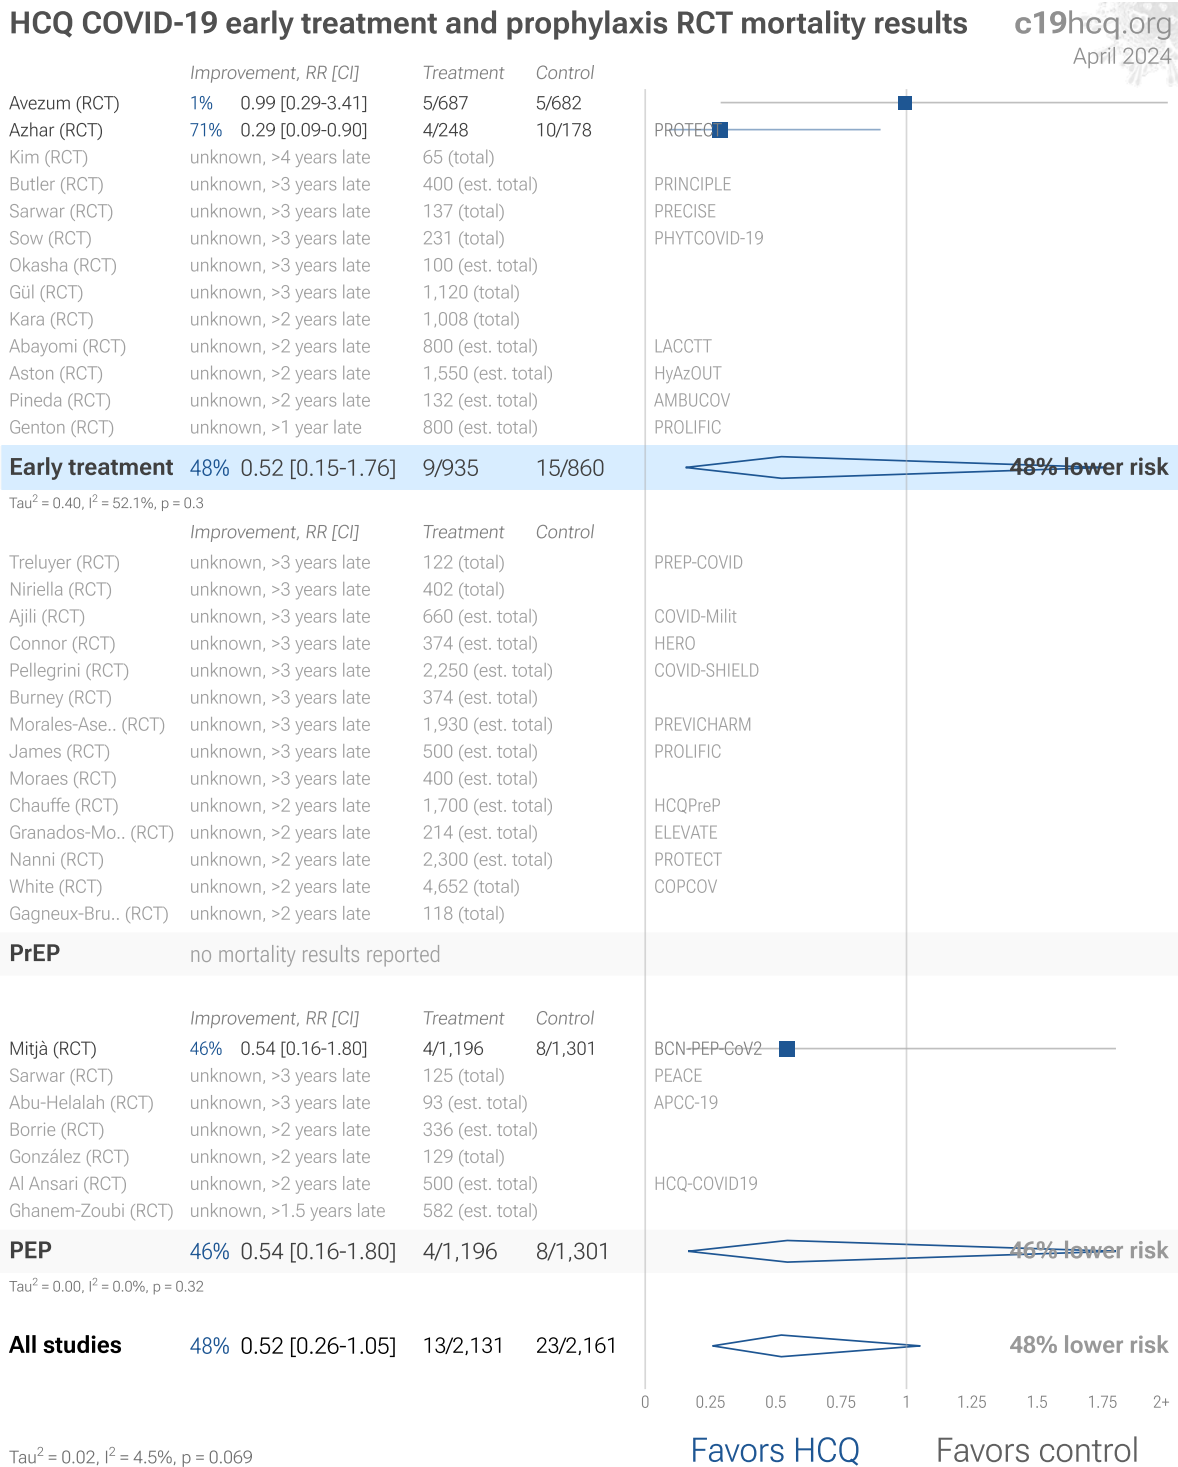 HCQ COVID-19 early treatment and prophylaxis RCT mortality results c19hcq.org
April 2024
Improvement, RR [CI] Treatment Control
Avezum (RCT) 1% 0.99 [0.29-3.41] 5/687 5/682
Azhar (RCT) 71% 0.29 [0.09-0.90] 4/248 10/178 PROTECT
Kim (RCT) unknown, >4 years late 65 (total)
Butler (RCT) unknown, >3 years late 400 (est. total) PRINCIPLE
Sarwar (RCT) unknown, >3 years late 137 (total) PRECISE
Sow (RCT) unknown, >3 years late 231 (total) PHYTCOVID-19
Okasha (RCT) unknown, >3 years late 100 (est. total)
Gül (RCT) unknown, >3 years late 1,120 (total)
Kara (RCT) unknown, >2 years late 1,008 (total)
Abayomi (RCT) unknown, >2 years late 800 (est. total) LACCTT
Aston (RCT) unknown, >2 years late 1,550 (est. total) HyAzOUT
Pineda (RCT) unknown, >2 years late 132 (est. total) AMBUCOV
Genton (RCT) unknown, >1 year late 800 (est. total) PROLIFIC
Early treatment 48% 0.52 [0.15-1.76] 9/935 15/860 48% lower risk
Tau² = 0.40, I² = 52.1%, p = 0.3
Improvement, RR [CI] Treatment Control
Treluyer (RCT) unknown, >3 years late 122 (total) PREP-COVID
Niriella (RCT) unknown, >3 years late 402 (total)
Ajili (RCT) unknown, >3 years late 660 (est. total) COVID-Milit
Connor (RCT) unknown, >3 years late 374 (est. total) HERO
Pellegrini (RCT) unknown, >3 years late 2,250 (est. total) COVID-SHIELD
Burney (RCT) unknown, >3 years late 374 (est. total)
Morales-Ase.. (RCT) unknown, >3 years late 1,930 (est. total) PREVICHARM
James (RCT) unknown, >3 years late 500 (est. total) PROLIFIC
Moraes (RCT) unknown, >3 years late 400 (est. total)
Chauffe (RCT) unknown, >2 years late 1,700 (est. total) HCQPreP
Granados-Mo.. (RCT) unknown, >2 years late 214 (est. total) ELEVATE
Nanni (RCT) unknown, >2 years late 2,300 (est. total) PROTECT
White (RCT) unknown, >2 years late 4,652 (total) COPCOV
Gagneux-Bru.. (RCT) unknown, >2 years late 118 (total)
PrEP no mortality results reported
Improvement, RR [CI] Treatment Control
Mitjà (RCT) 46% 0.54 [0.16-1.80] 4/1,196 8/1,301 BCN-PEP-CoV2
Sarwar (RCT) unknown, >3 years late 125 (total) PEACE
Abu-Helalah (RCT) unknown, >3 years late 93 (est. total) APCC-19
Borrie (RCT) unknown, >2 years late 336 (est. total)
González (RCT) unknown, >2 years late 129 (total)
Al Ansari (RCT) unknown, >2 years late 500 (est. total) HCQ-COVID19
Ghanem-Zoubi (RCT) unknown, >1.5 years late 582 (est. total)
PEP 46% 0.54 [0.16-1.80] 4/1,196 8/1,301 46% lower risk
Tau² = 0.00, I² = 0.0%, p = 0.32
All studies 48% 0.52 [0.26-1.05] 13/2,131 23/2,161 48% lower risk
0 0.25 0.5 0.75 1 1.25 1.5 1.75 2+
Tau² = 0.02, I² = 4.5%, p = 0.069 Favors HCQ Favors control